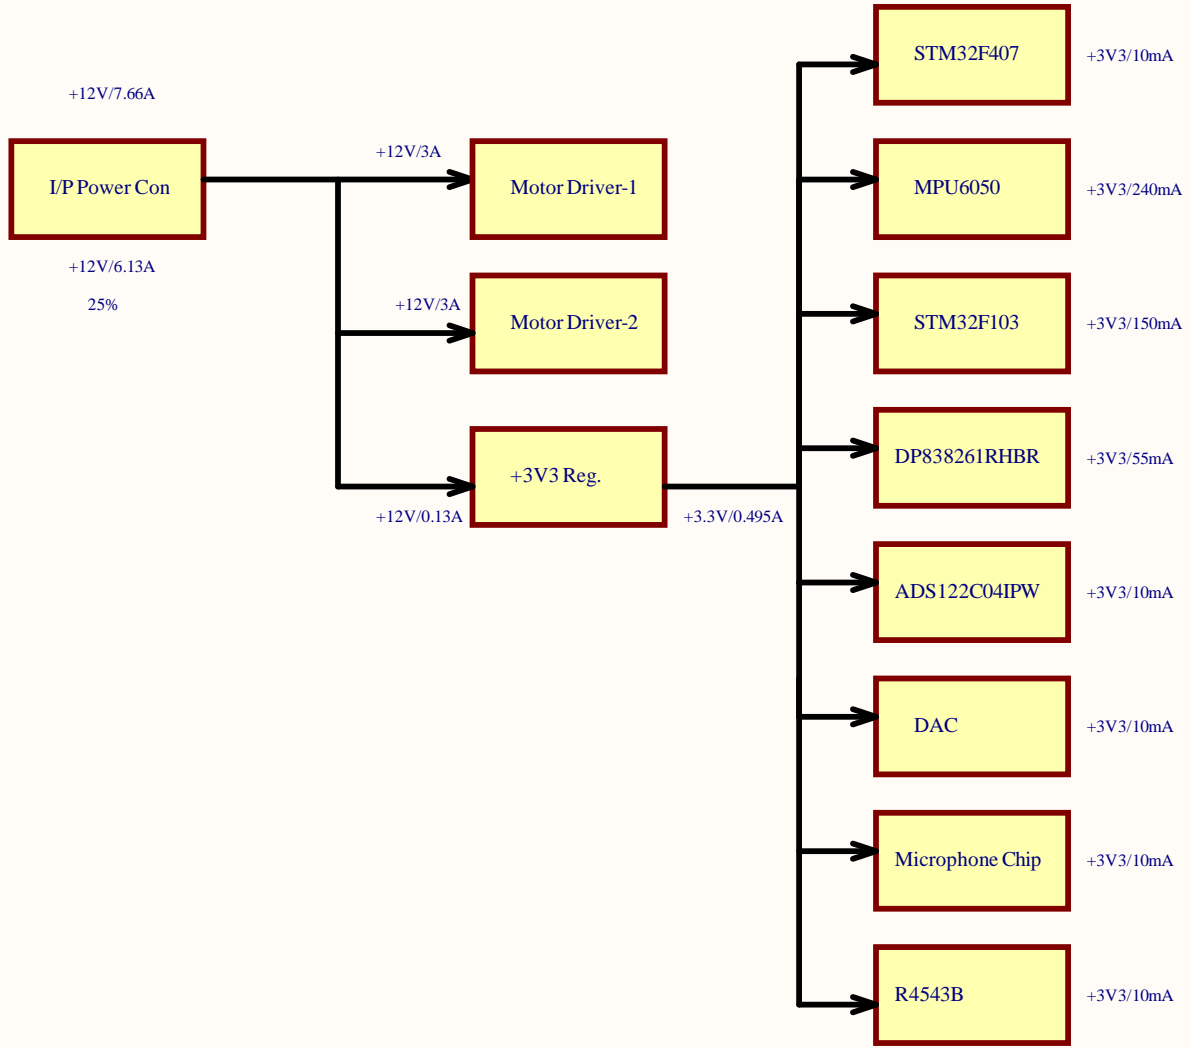 +12V/7.66A
I/P Power Con
+12V/6.13A
25%
+12V/3A
Motor Driver-1
+12V/3A
Motor Driver-2
+3V3 Reg.
+12V/0.13A
+3.3V/0.495A
STM32F407
+3V3/10mA
MPU6050
+3V3/240mA
STM32F103
+3V3/150mA
DP838261RHBR
+3V3/55mA
ADS122C04IPW
+3V3/10mA
DAC
+3V3/10mA
Microphone Chip
+3V3/10mA
R4543B
+3V3/10mA